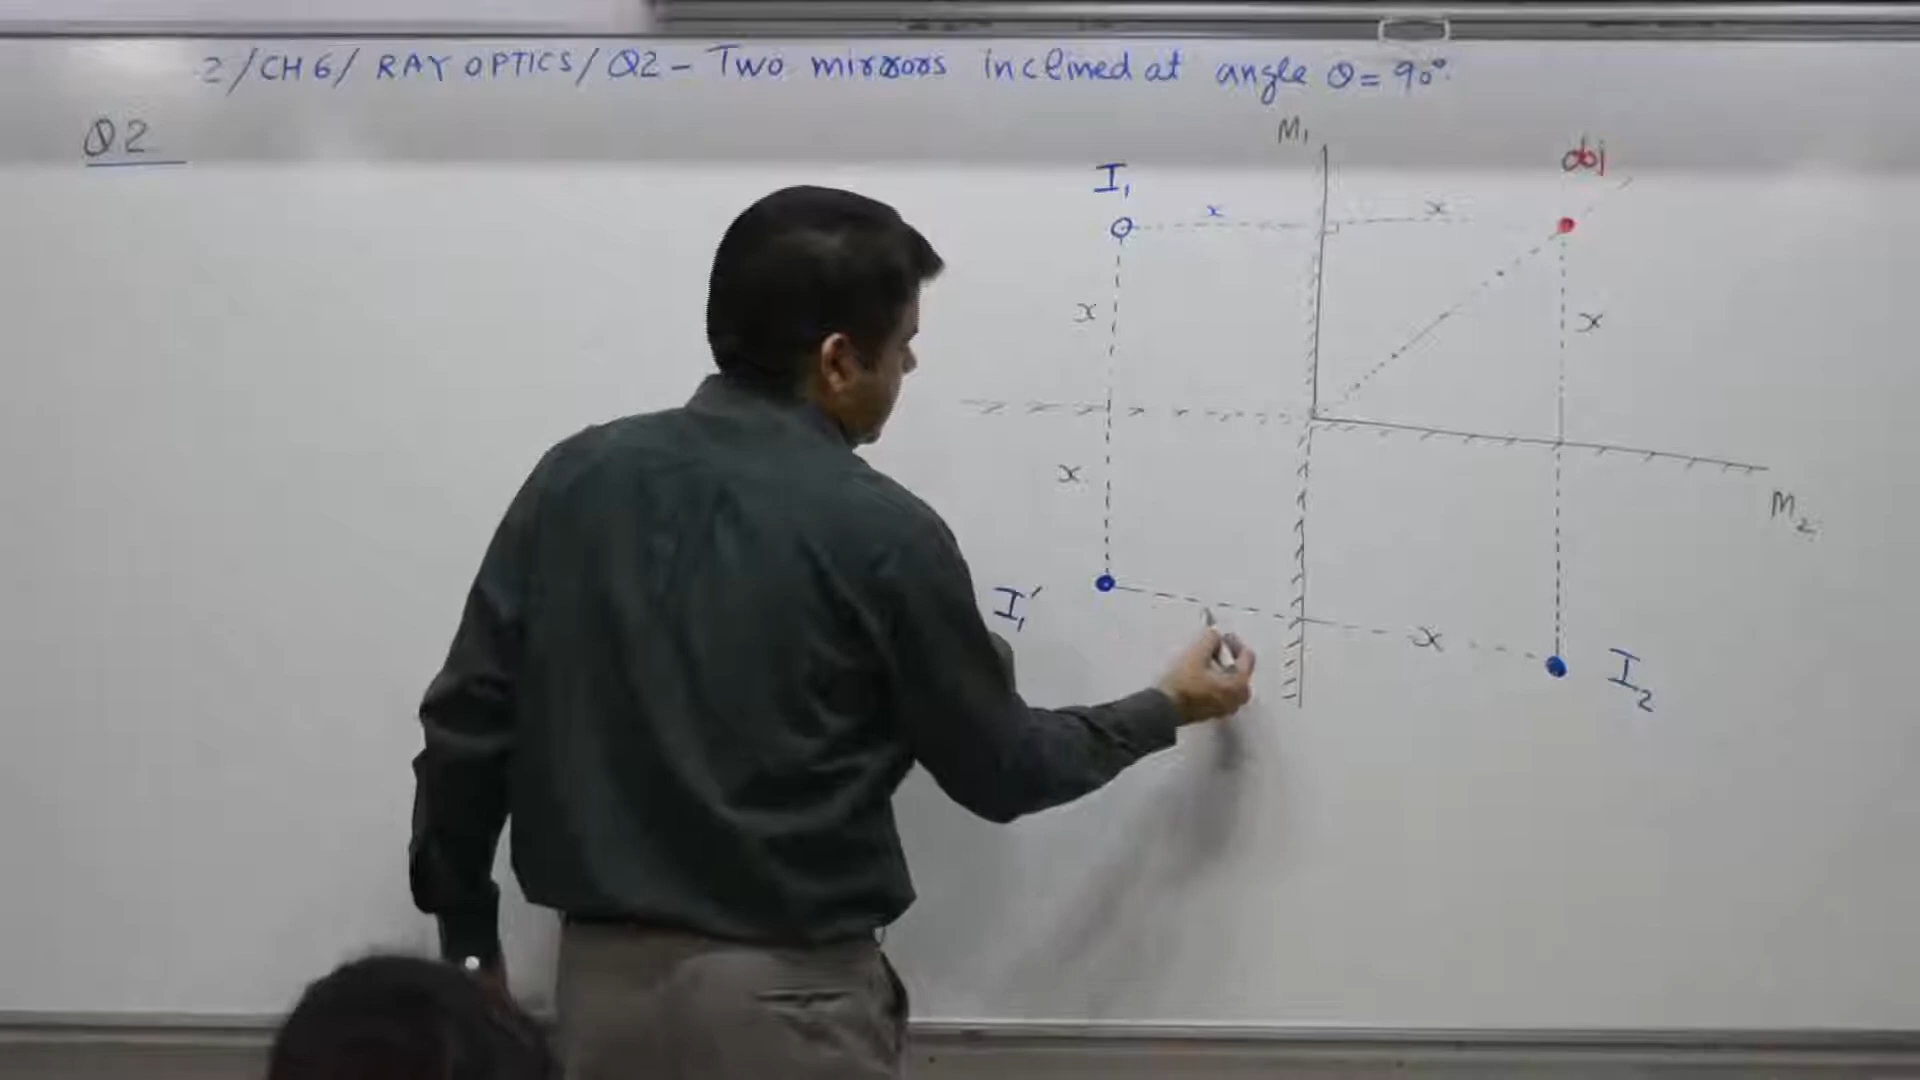 2/CH6/ RAY OPTICS/ Q2 - Two mirrors inclined at angle θ = 90°
Q2
M₁
obj
I₁
x x
x x
x
M₂
I₁′
x
I₂